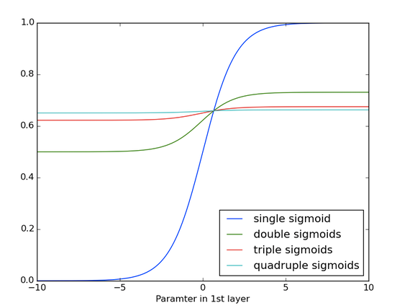 1.0
0.8
0.6
0.4
0.2
0.0
single sigmoid
double sigmoids
triple sigmoids
quadruple sigmoids
−10 −5 0 5 10
Paramter in 1st layer